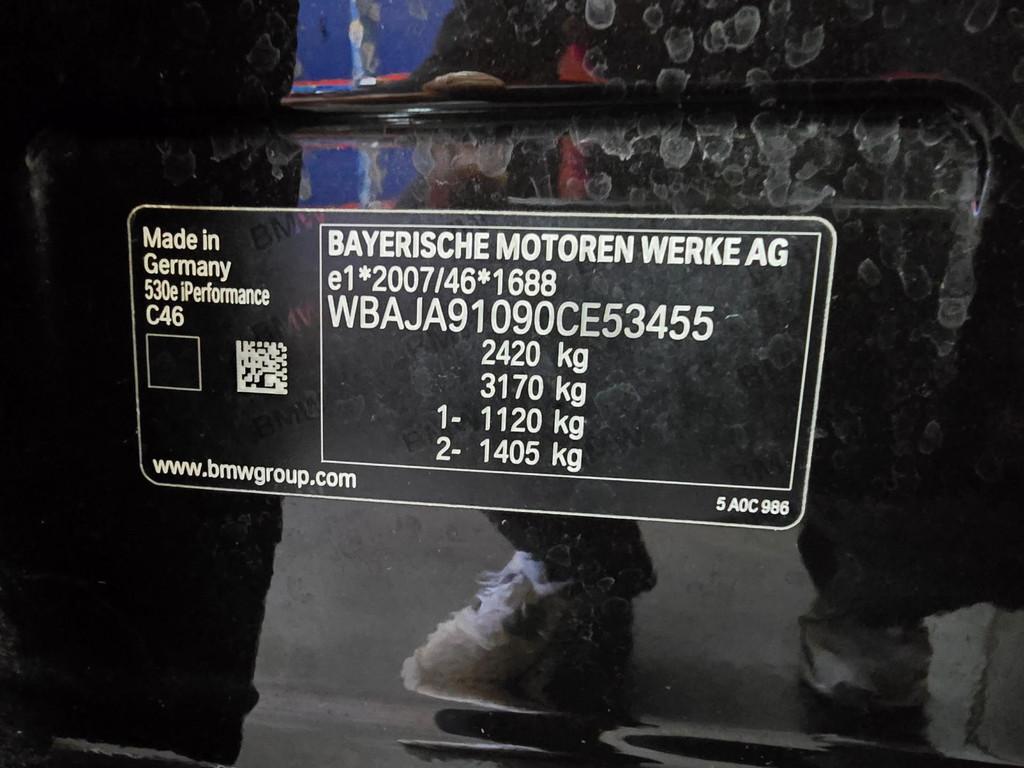 Made in
Germany
530e iPerformance
C46
www.bmwgroup.com
BAYERISCHE MOTOREN WERKE AG
e1*2007/46*1688
WBAJA91090CE53455
2420 kg
3170 kg
1- 1120 kg
2- 1405 kg
5 A0C 986